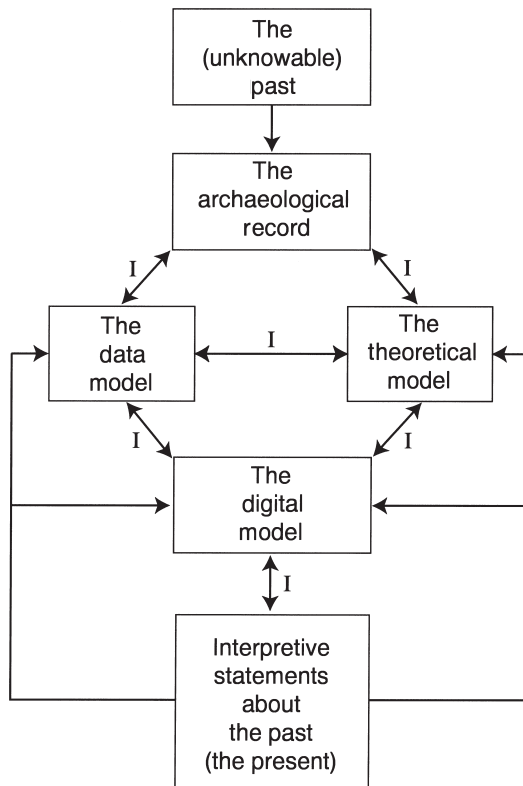 The
(unknowable)
past
The
archaeological
record
I
I
The
data
model
I
The
theoretical
model
I
I
The
digital
model
I
Interpretive
statements
about
the past
(the present)